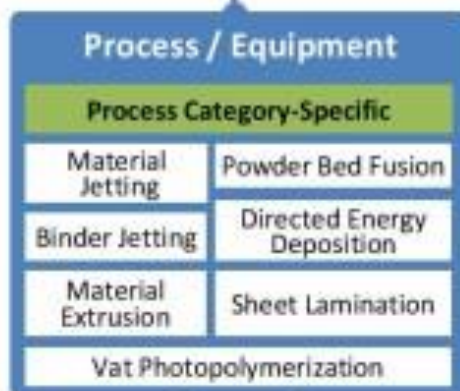 Process / Equipment
Process Category-Specific
Material
Jetting
Powder Bed Fusion
Binder Jetting
Directed Energy
Deposition
Material
Extrusion
Sheet Lamination
Vat Photopolymerization